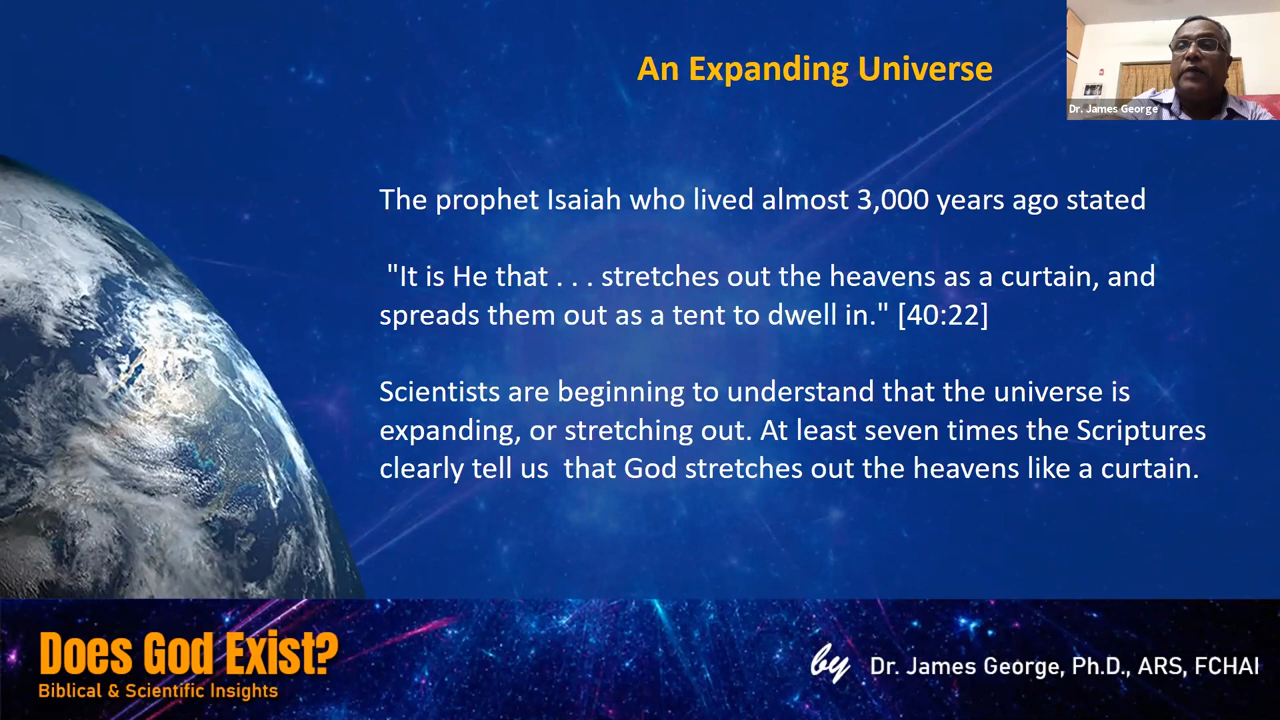 An Expanding Universe
Dr. James George
The prophet Isaiah who lived almost 3,000 years ago stated
"It is He that . . . stretches out the heavens as a curtain, and
spreads them out as a tent to dwell in." [40:22]
Scientists are beginning to understand that the universe is
expanding, or stretching out. At least seven times the Scriptures
clearly tell us  that God stretches out the heavens like a curtain.
Does God Exist?
Biblical & Scientific Insights
by Dr. James George, Ph.D., ARS, FCHAI